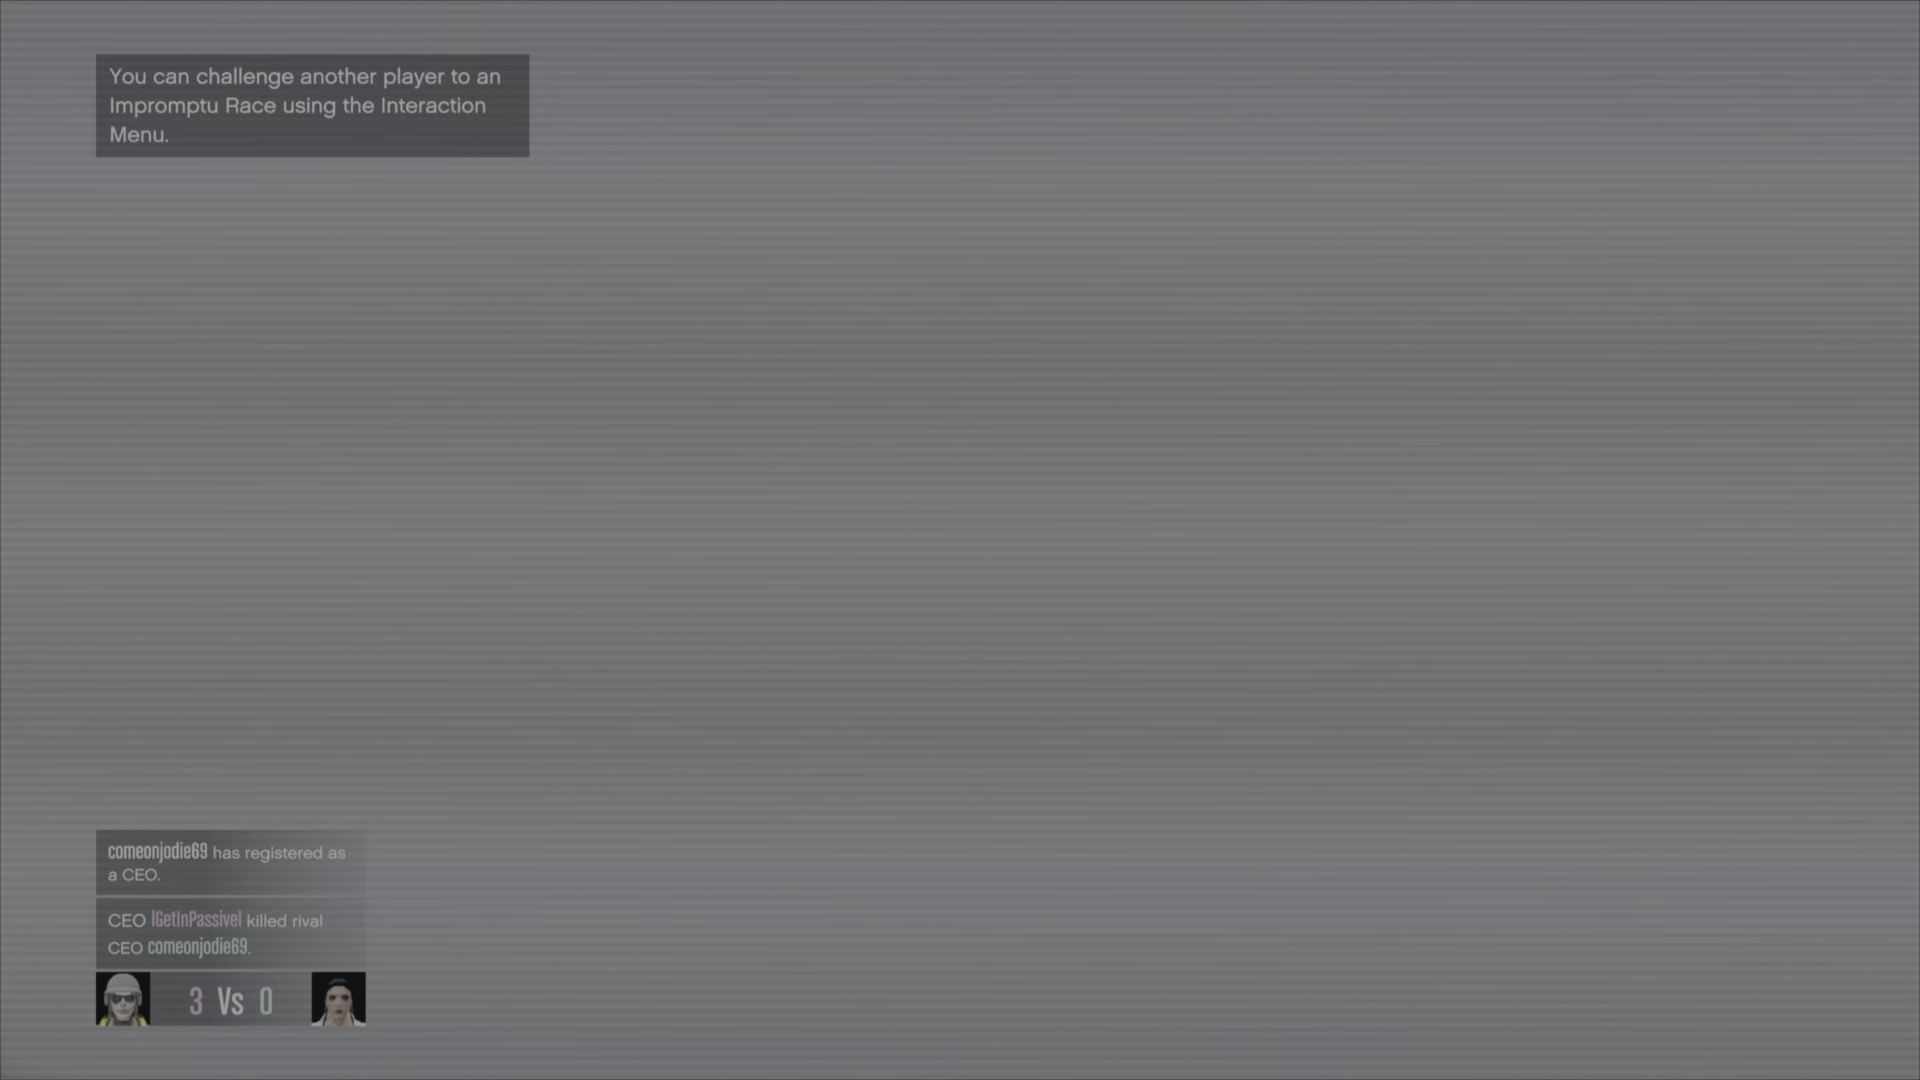 You can challenge another player to an
Impromptu Race using the Interaction
Menu.
comeonjodie69 has registered as
a CEO.
CEO IGetInPassiveI killed rival
CEO comeonjodie69.
3 Vs 0